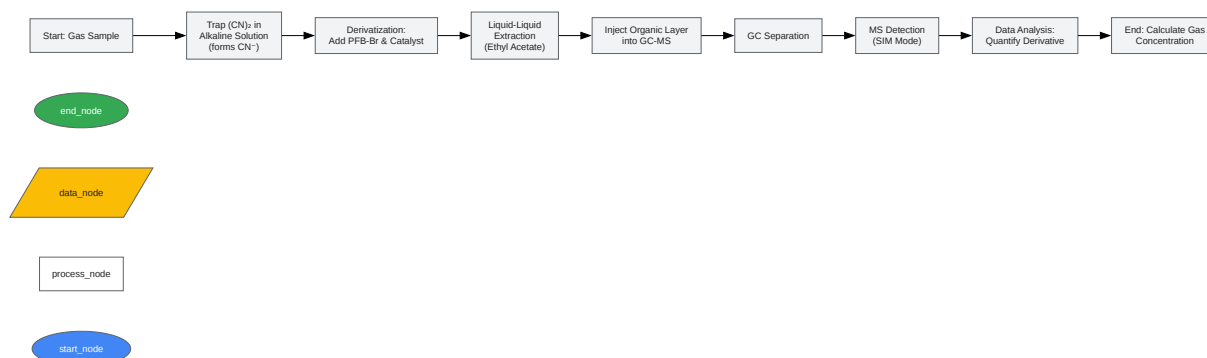 Start: Gas Sample
Trap (CN)₂ in
Alkaline Solution
(forms CN⁻)
Derivatization:
Add PFB-Br & Catalyst
Liquid-Liquid
Extraction
(Ethyl Acetate)
Inject Organic Layer
into GC-MS
GC Separation
MS Detection
(SIM Mode)
Data Analysis:
Quantify Derivative
End: Calculate Gas
Concentration
end_node
data_node
process_node
start_node